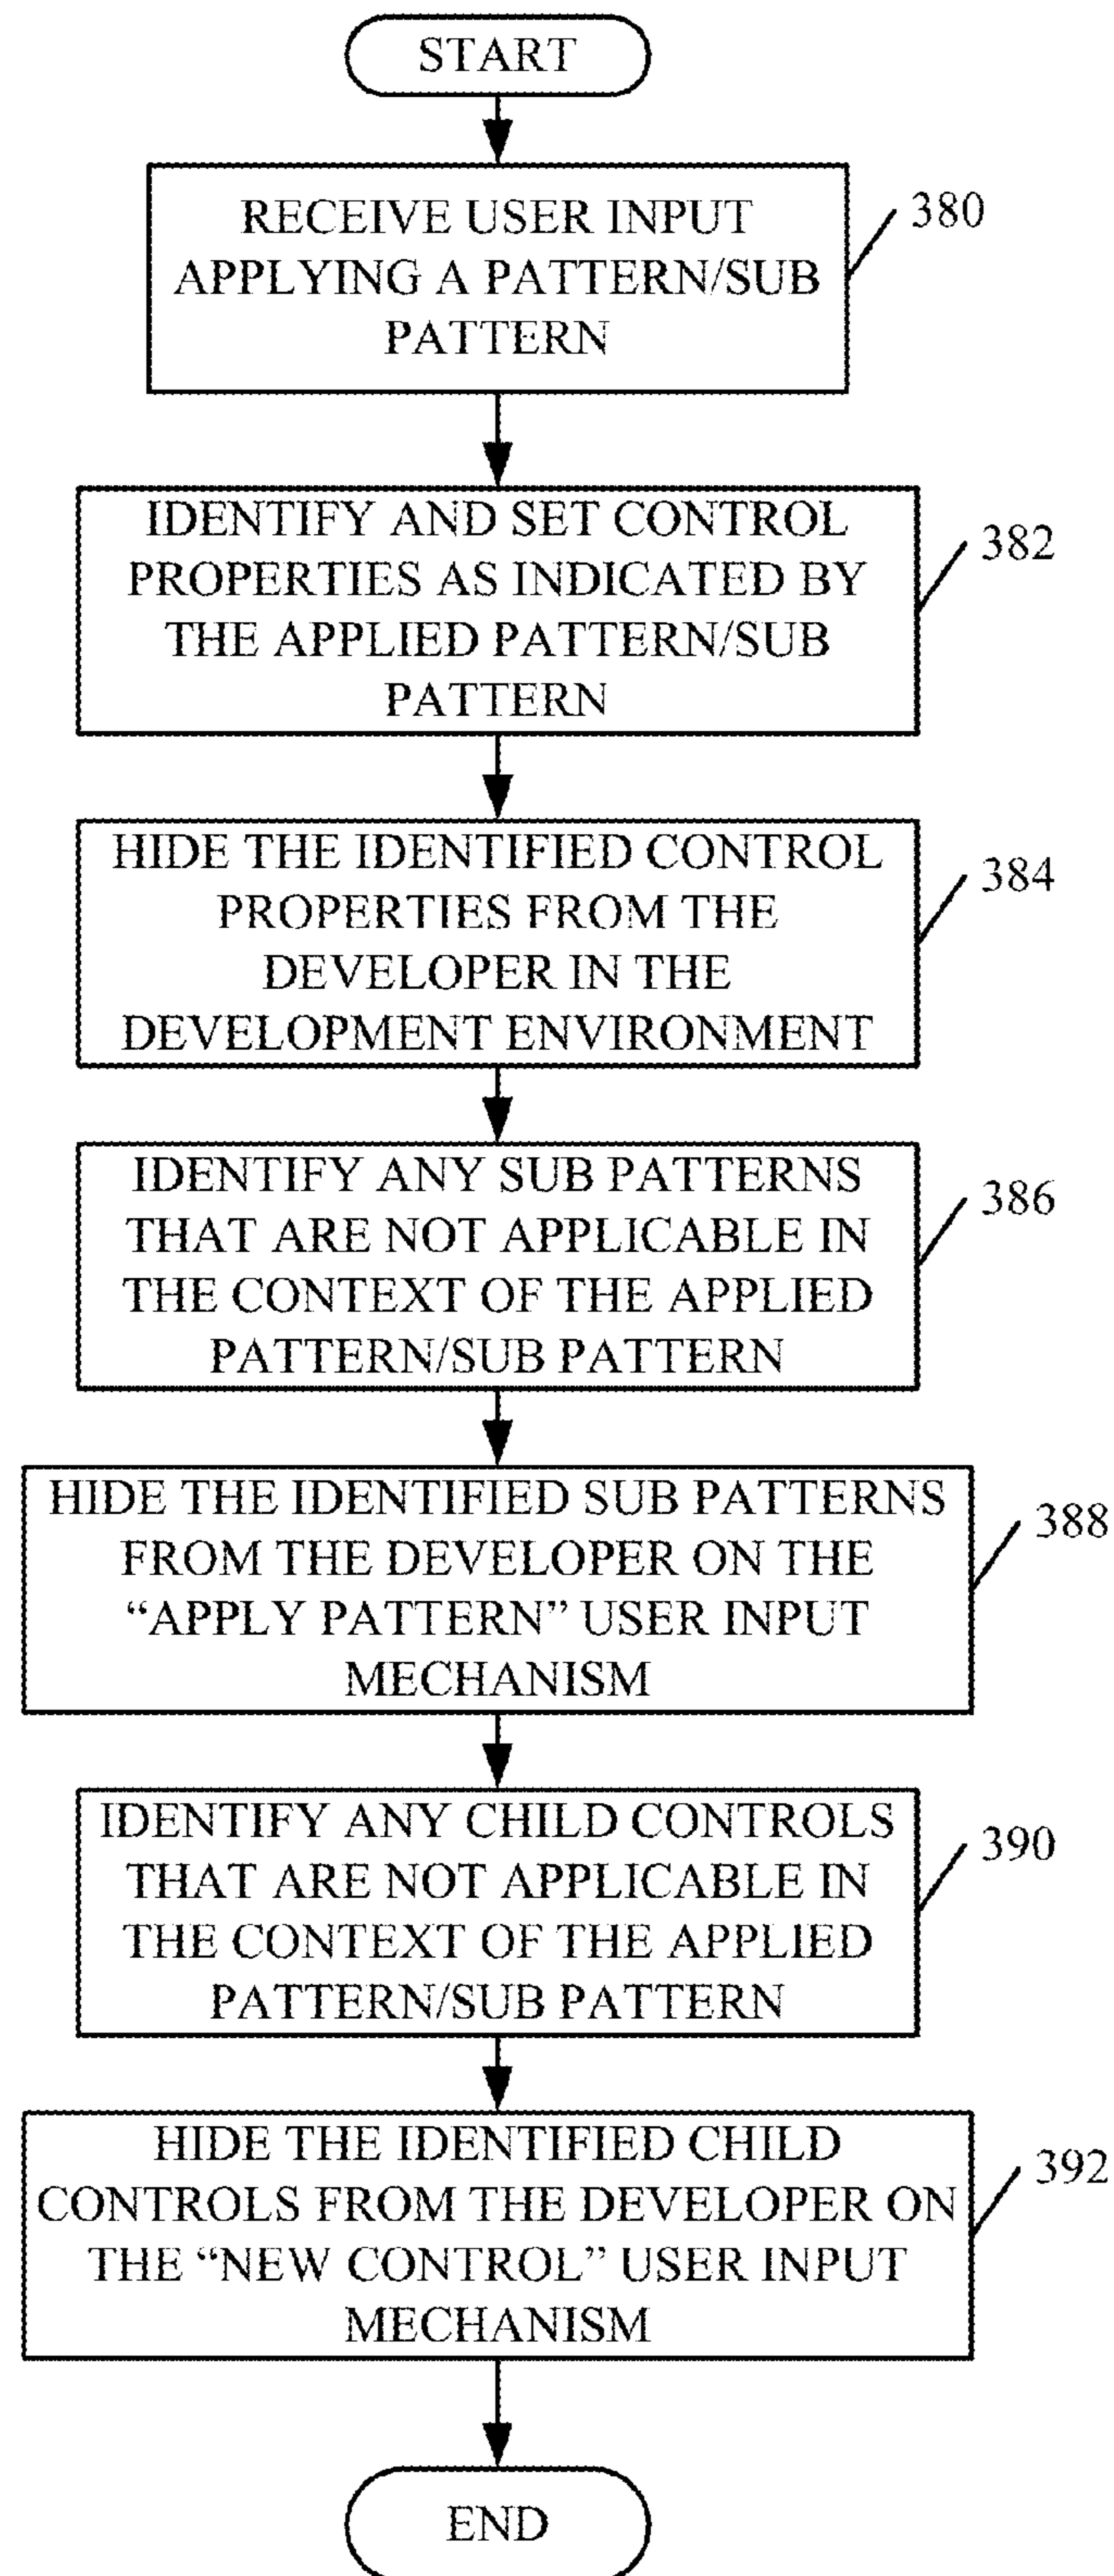 START
RECEIVE USER INPUT
APPLYING A PATTERN/SUB
PATTERN
380
IDENTIFY AND SET CONTROL
PROPERTIES AS INDICATED BY
THE APPLIED PATTERN/SUB
PATTERN
382
HIDE THE IDENTIFIED CONTROL
PROPERTIES FROM THE
DEVELOPER IN THE
DEVELOPMENT ENVIRONMENT
384
IDENTIFY ANY SUB PATTERNS
THAT ARE NOT APPLICABLE IN
THE CONTEXT OF THE APPLIED
PATTERN/SUB PATTERN
386
HIDE THE IDENTIFIED SUB PATTERNS
FROM THE DEVELOPER ON THE
“APPLY PATTERN” USER INPUT
MECHANISM
388
IDENTIFY ANY CHILD CONTROLS
THAT ARE NOT APPLICABLE IN
THE CONTEXT OF THE APPLIED
PATTERN/SUB PATTERN
390
HIDE THE IDENTIFIED CHILD
CONTROLS FROM THE DEVELOPER ON
THE “NEW CONTROL” USER INPUT
MECHANISM
392
END